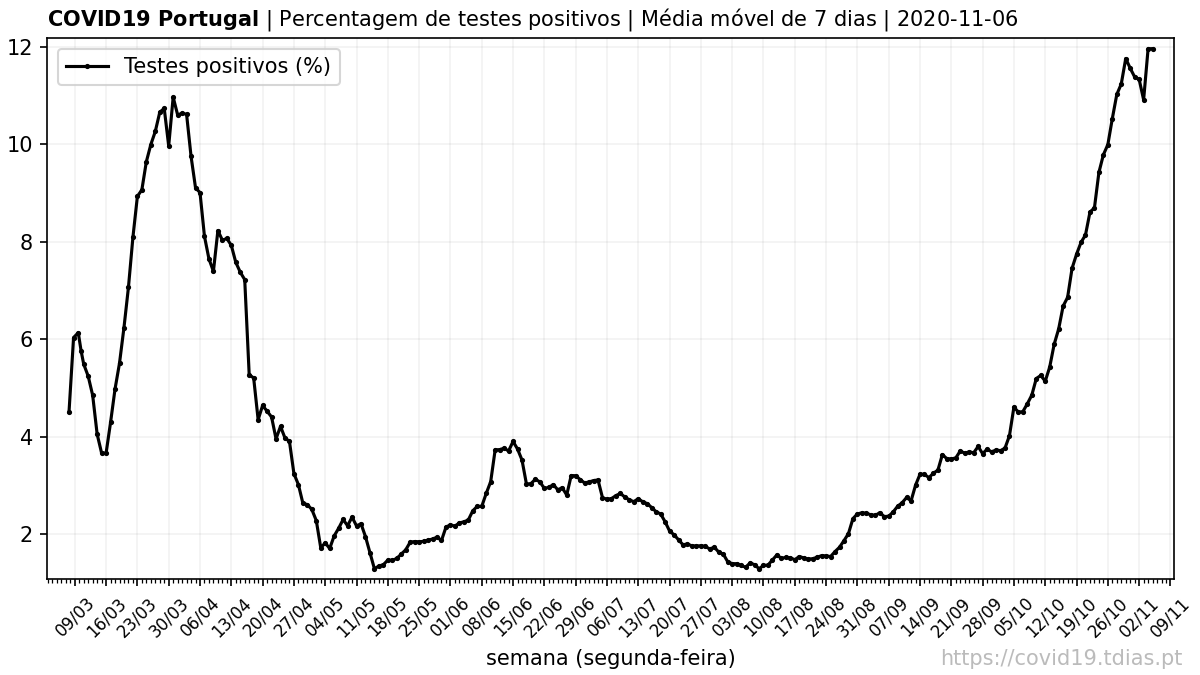 COVID19 Portugal | Percentagem de testes positivos | Média móvel de 7 dias | 2020-11-06
Testes positivos (%)
12
10
8
6
4
2
09/03 16/03 23/03 30/03 06/04 13/04 20/04 27/04 04/05 11/05 18/05 25/05 01/06 08/06 15/06 22/06 29/06 06/07 13/07 20/07 27/07 03/08 10/08 17/08 24/08 31/08 07/09 14/09 21/09 28/09 05/10 12/10 19/10 26/10 02/11 09/11
semana (segunda-feira)
https://covid19.tdias.pt